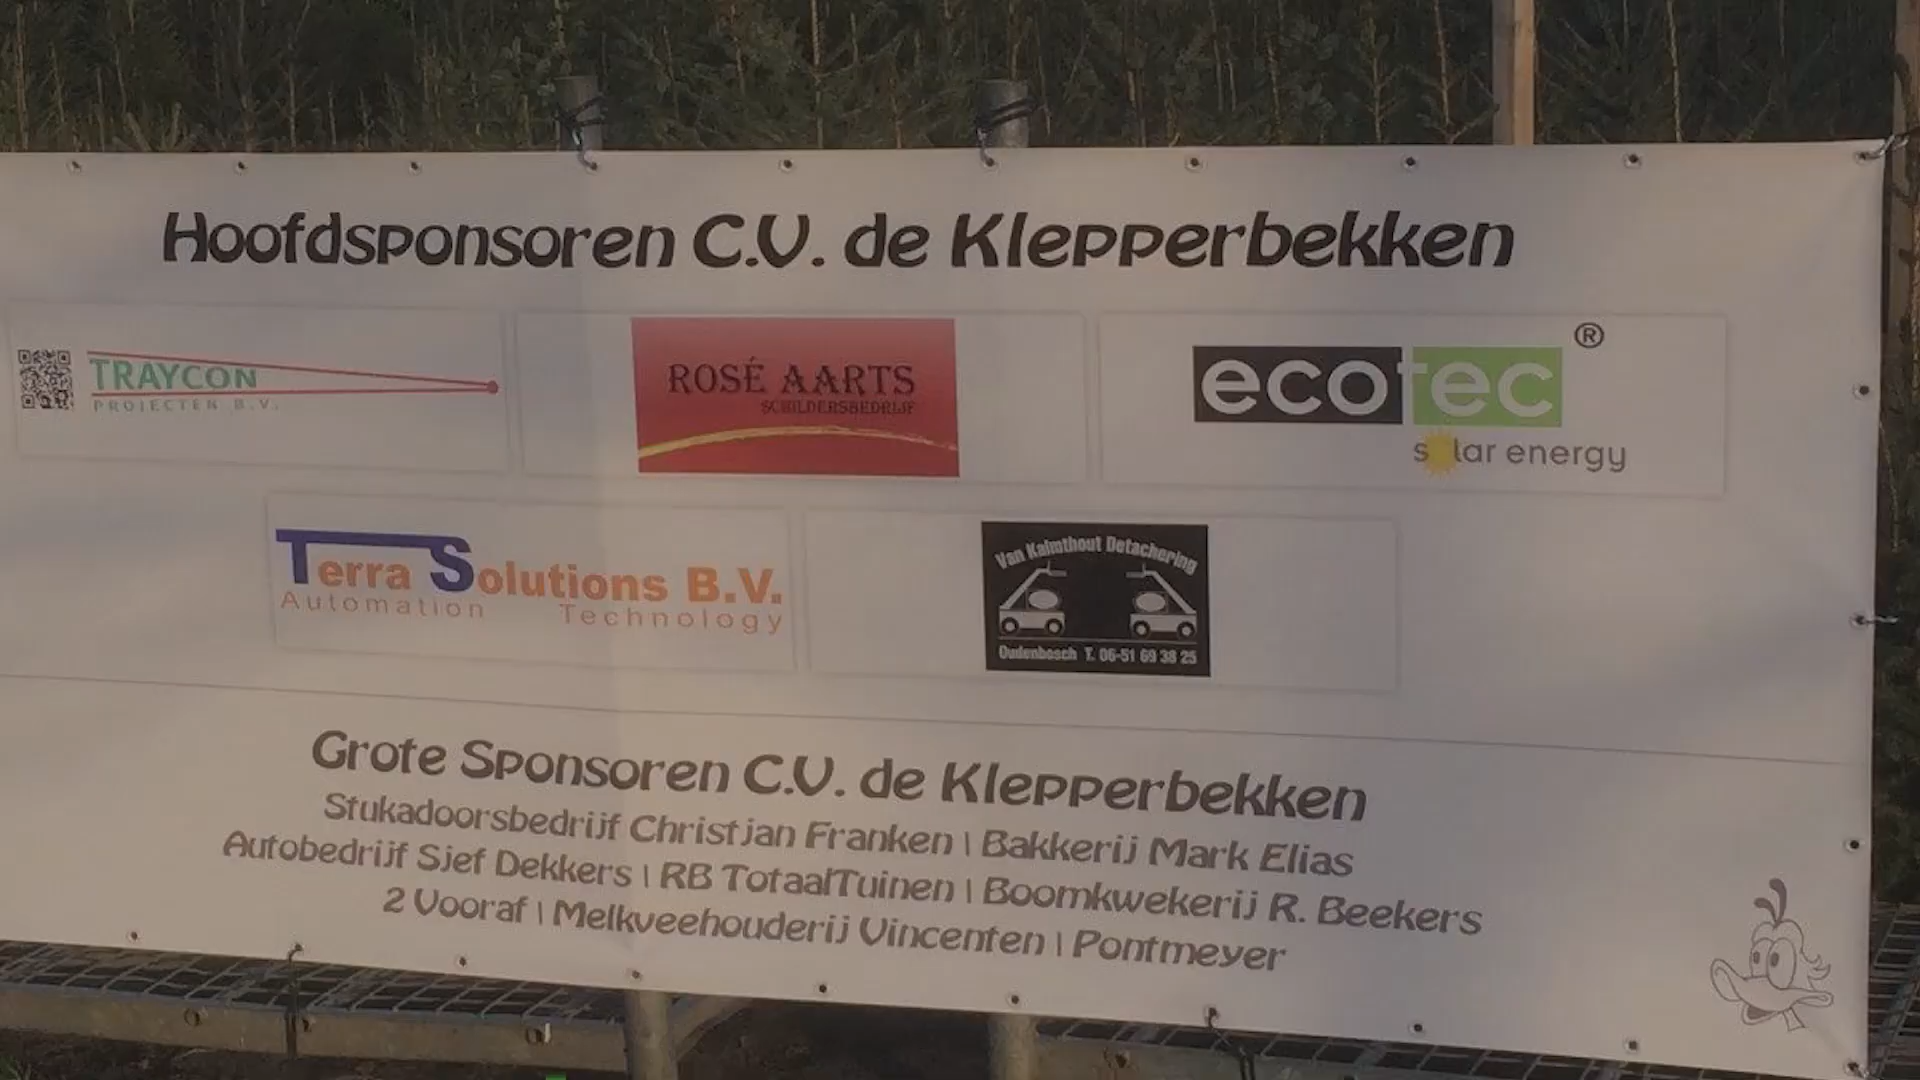 Hoofdsponsoren C.V. de Klepperbekken
TRAYCON
PROJECTEN B.V.
ROSÉ AARTS
SCHILDERSBEDRIJF
ecotec®
solar energy
Terra Solutions B.V.
Automation Technology
Van Kalmthout Detachering
Oudenbosch T. 06-51 69 38 25
Grote Sponsoren C.V. de Klepperbekken
Stukadoorsbedrijf Christjan Franken | Bakkerij Mark Elias
Autobedrijf Sjef Dekkers | RB TotaalTuinen | Boomkwekerij R. Beekers
2 Vooraf | Melkveehouderij Vincenten | Pontmeyer